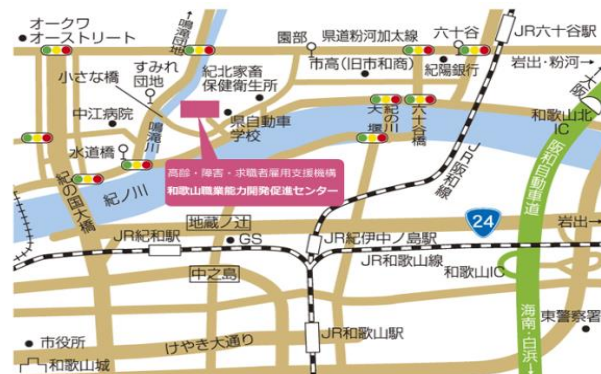 オークワ
オーストリート
鳴滝団地
園部
県道粉河加太線
六十谷
JR六十谷駅
すみれ
団地
小さな橋
紀北家畜
保健衛生所
市高(旧市和商)
紀陽銀行
岩出・粉河
大阪
中江病院
県自動車
学校
紀の川
大堰
六十谷橋
和歌山北
IC
水道橋
鳴滝川
高齢・障害・求職者雇用支援機構
和歌山職業能力開発促進センター
JR阪和線
阪和自動車道
紀の国大橋
紀ノ川
24
地蔵ノ辻
岩出
JR紀和駅
GS
JR紀伊中ノ島駅
JR和歌山線
和歌山IC
中之島
市役所
けやき大通り
JR和歌山駅
海南・白浜
東警察署
和歌山城